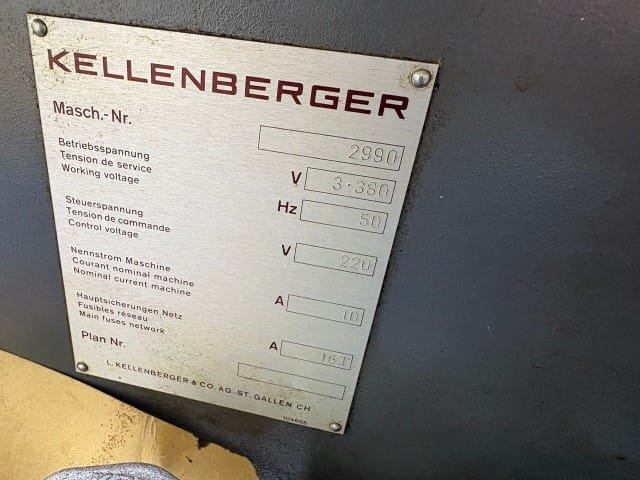 KELLENBERGER
Masch.-Nr.
2990
Betriebsspannung
Tension de service
Working voltage
V 3·380
Hz 50
Steuerspannung
Tension de commande
Control voltage
V 220
Nennstrom Maschine
Courant nominal machine
Nominal current machine
A 10
Hauptsicherungen Netz
Fusibles réseau
Main fuses network
A 16T
Plan Nr.
L. KELLENBERGER & CO. AG. ST. GALLEN CH